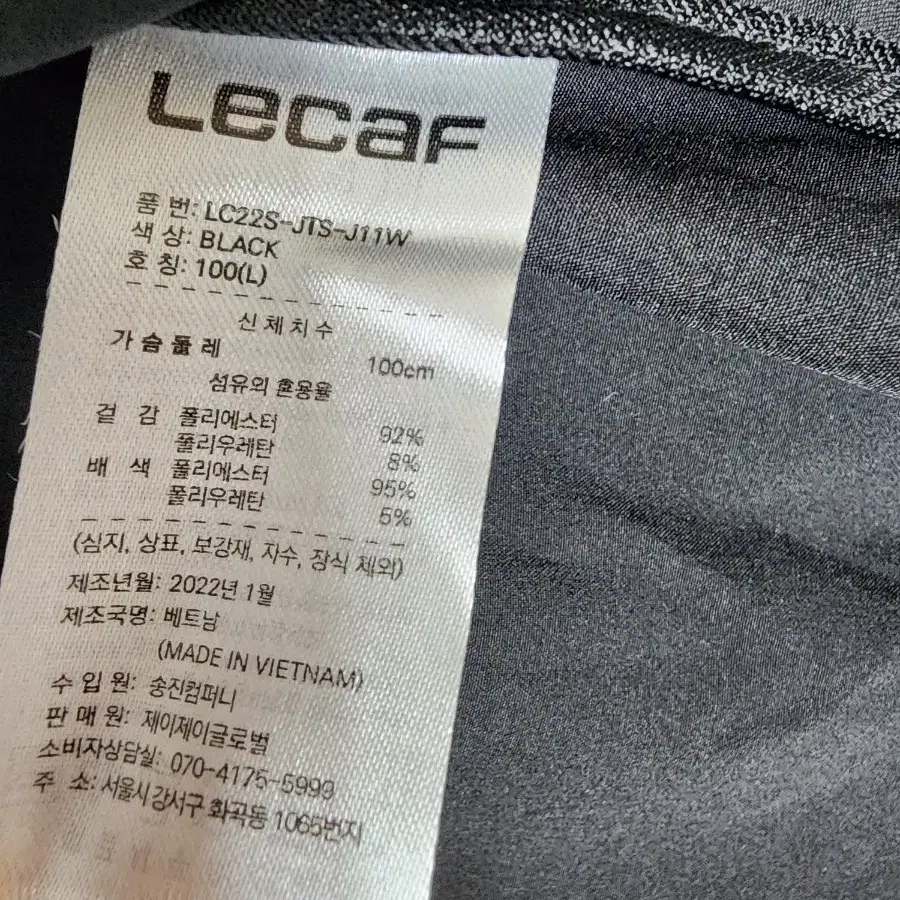 Lecaf
품 번: LC22S-JTS-J11W
색 상: BLACK
호 칭: 100(L)
신체치수
가슴둘레 100cm
섬유의 혼용율
겉 감 폴리에스터 92%
폴리우레탄 8%
배 색 폴리에스터 95%
폴리우레탄 5%
(심지, 상표, 보강재, 자수, 장식 제외)
제조년월: 2022년 1월
제조국명: 베트남
(MADE IN VIETNAM)
수 입 원: 송진컴퍼니
판 매 원: 제이제이글로벌
소비자상담실: 070-4175-5999
주 소: 서울시 강서구 화곡동 1065번지